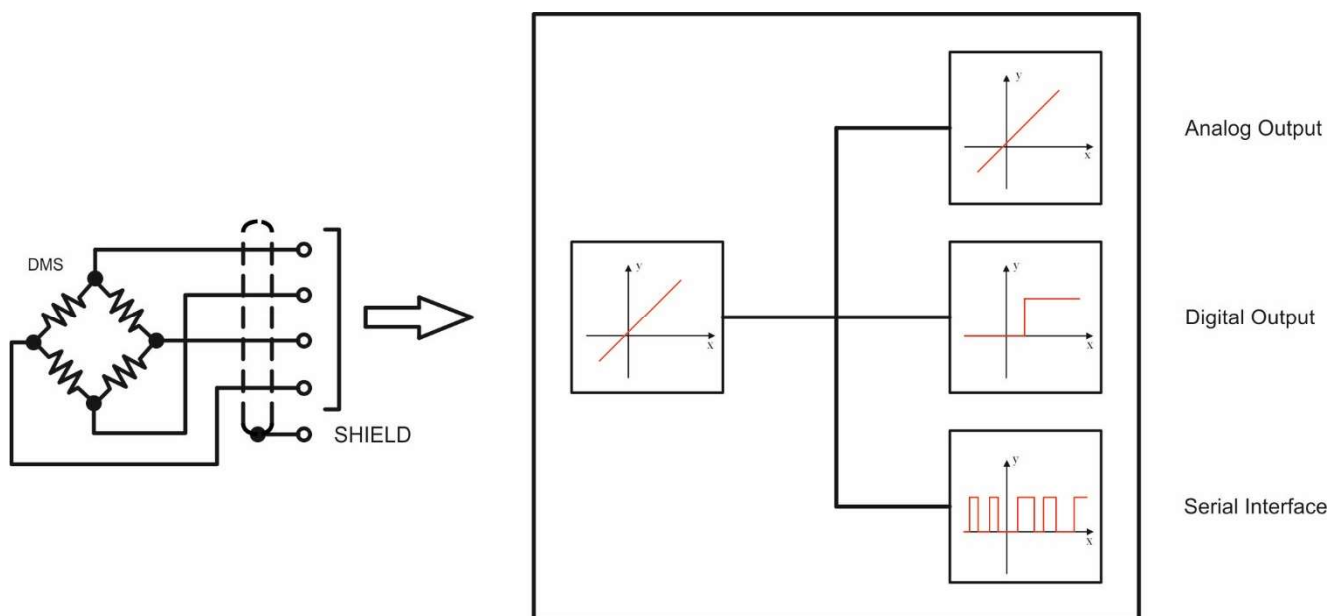 DMS
SHIELD
y
x
y
x
Analog Output
y
x
Digital Output
y
x
Serial Interface